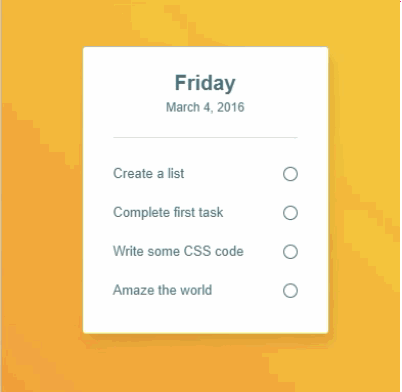 Friday
March 4, 2016
Create a list
Complete first task
Write some CSS code
Amaze the world